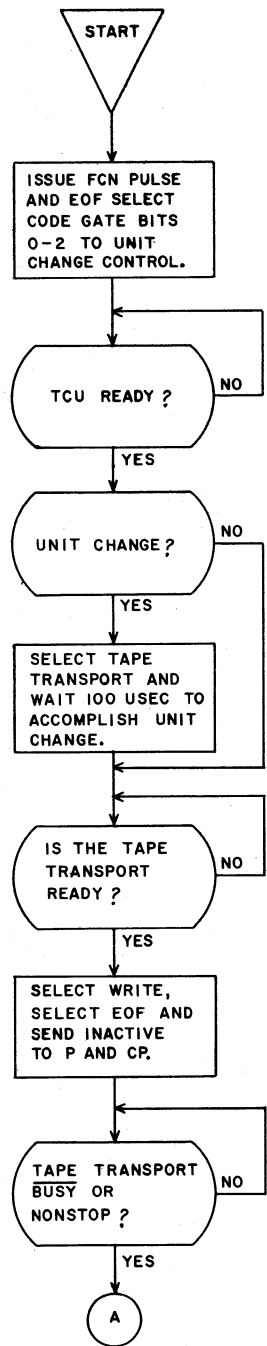 START
ISSUE FCN PULSE
AND EOF SELECT
CODE GATE BITS
0-2 TO UNIT
CHANGE CONTROL.
TCU READY?
NO
YES
UNIT CHANGE?
NO
YES
SELECT TAPE
TRANSPORT AND
WAIT 100 USEC TO
ACCOMPLISH UNIT
CHANGE.
IS THE TAPE
TRANSPORT
READY?
NO
YES
SELECT WRITE,
SELECT EOF AND
SEND INACTIVE
TO P AND CP.
TAPE TRANSPORT
BUSY OR
NONSTOP?
NO
YES
A